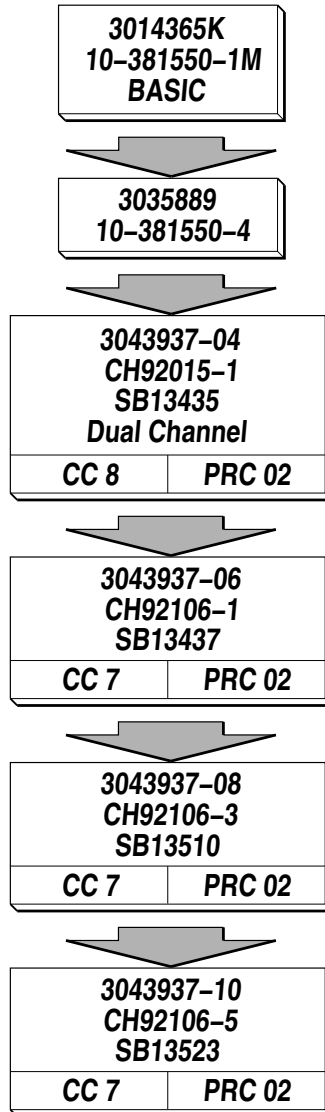 3014365K
10–381550–1M
BASIC
3035889
10–381550–4
3043937–04
CH92015–1
SB13435
Dual Channel
CC 8 PRC 02
3043937–06
CH92106–1
SB13437
CC 7 PRC 02
3043937–08
CH92106–3
SB13510
CC 7 PRC 02
3043937–10
CH92106–5
SB13523
CC 7 PRC 02